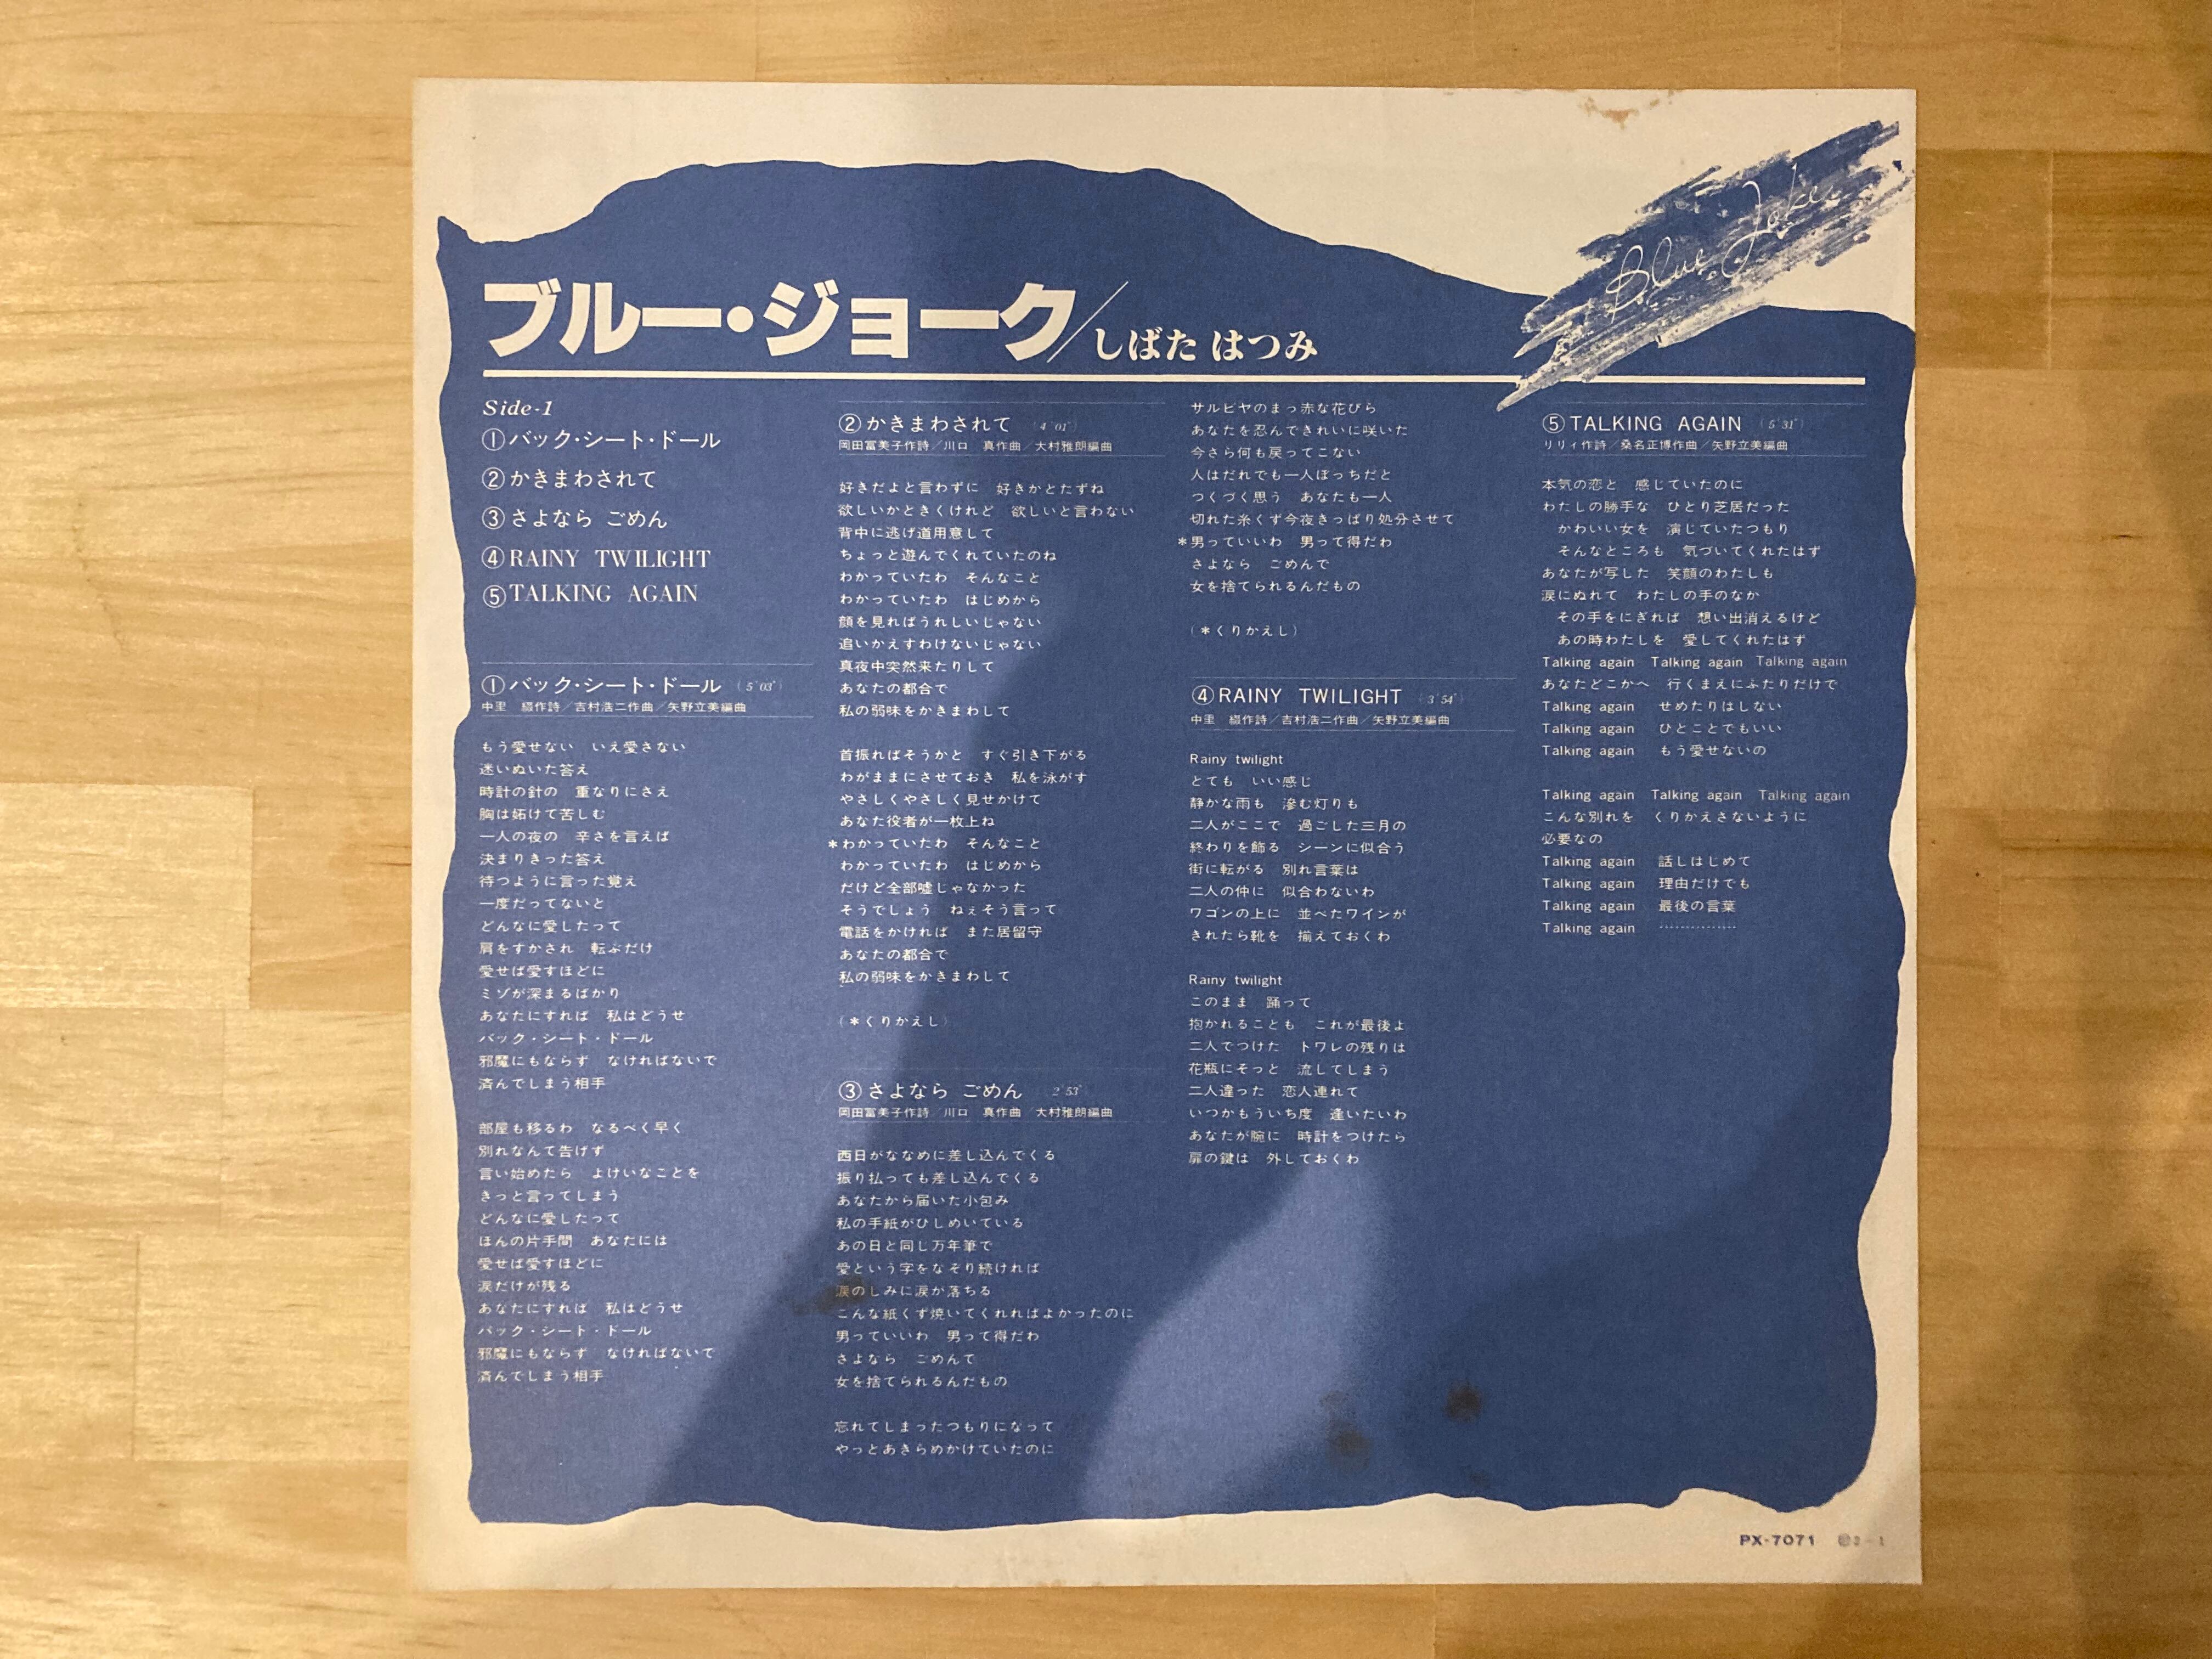 Blue Joke
ブルー・ジョーク／しばた はつみ
Side-1
①バック・シート・ドール
②かきまわされて
③さよなら ごめん
④RAINY TWILIGHT
⑤TALKING AGAIN
①バック・シート・ドール （5'03"）
中里　綴作詩／吉村浩二作曲／矢野立美編曲
もう愛せない　いえ愛さない
迷いぬいた答え
時計の針の　重なりにさえ
胸は妬けて苦しむ
一人の夜の　辛さを言えば
決まりきった答え
待つように言った覚え
一度だってないと
どんなに愛したって
肩をすかされ　転ぶだけ
愛せば愛すほどに
ミゾが深まるばかり
あなたにすれば　私はどうせ
バック・シート・ドール
邪魔にもならず　なければないで
済んでしまう相手
部屋も移るわ　なるべく早く
別れなんて告げず
言い始めたら　よけいなことを
きっと言ってしまう
どんなに愛したって
ほんの片手間　あなたには
愛せば愛すほどに
涙だけが残る
あなたにすれば　私はどうせ
バック・シート・ドール
邪魔にもならず　なければないで
済んでしまう相手
②かきまわされて （4'01"）
岡田冨美子作詩／川口　真作曲／大村雅朗編曲
好きだよと言わずに　好きかとたずね
欲しいかときくけれど　欲しいと言わない
背中に逃げ道用意して
ちょっと遊んでくれていたのね
わかっていたわ　そんなこと
わかっていたわ　はじめから
顔を見ればうれしいじゃない
追いかえすわけないじゃない
真夜中突然来たりして
あなたの都合で
私の弱味をかきまわして
首振ればそうかと　すぐ引き下がる
わがままにさせておき　私を泳がす
やさしくやさしく見せかけて
あなた役者が一枚上ね
＊わかっていたわ　そんなこと
わかっていたわ　はじめから
だけど全部嘘じゃなかった
そうでしょう　ねぇそう言って
電話をかければ　また居留守
あなたの都合で
私の弱味をかきまわして
（＊くりかえし）
③さよなら ごめん 2'53"
岡田冨美子作詩／川口　真作曲／大村雅朗編曲
西日がななめに差し込んでくる
振り払っても差し込んでくる
あなたから届いた小包み
私の手紙がひしめいている
あの日と同じ万年筆で
愛という字をなぞり続ければ
涙のしみに涙が落ちる
こんな紙くず焼いてくれればよかったのに
男っていいわ　男って得だわ
さよなら　ごめんで
女を捨てられるんだもの
忘れてしまったつもりになって
やっとあきらめかけていたのに
サルビヤのまっ赤な花びら
あなたを忍んできれいに咲いた
今さら何も戻ってこない
人はだれでも一人ぼっちだと
つくづく思う　あなたも一人
切れた糸くず今夜きっぱり処分させて
＊男っていいわ　男って得だわ
さよなら　ごめんで
女を捨てられるんだもの
（＊くりかえし）
④RAINY TWILIGHT （3'54"）
中里　綴作詩／吉村浩二作曲／矢野立美編曲
Rainy twilight
とても　いい感じ
静かな雨も　滲む灯りも
二人がここで　過ごした三月の
終わりを飾る　シーンに似合う
街に転がる　別れ言葉は
二人の仲に　似合わないわ
ワゴンの上に　並べたワインが
きれたら靴を　揃えておくわ
Rainy twilight
このまま　踊って
抱かれることも　これが最後よ
二人でつけた　トワレの残りは
花瓶にそっと　流してしまう
二人違った　恋人連れて
いつかもういち度　逢いたいわ
あなたが腕に　時計をつけたら
扉の鍵は　外しておくわ
⑤TALKING AGAIN （5'31"）
リリィ作詩／桑名正博作曲／矢野立美編曲
本気の恋と　感じていたのに
わたしの勝手な　ひとり芝居だった
かわいい女を　演じていたつもり
そんなところも　気づいてくれたはず
あなたが写した　笑顔のわたしも
涙にぬれて　わたしの手のなか
その手をにぎれば　想い出消えるけど
あの時わたしを　愛してくれたはず
Talking again　Talking again　Talking again
あなたどこかへ　行くまえにふたりだけで
Talking again　せめたりはしない
Talking again　ひとことでもいい
Talking again　もう愛せないの
Talking again　Talking again　Talking again
こんな別れを　くりかえさないように
必要なの
Talking again　話しはじめて
Talking again　理由だけでも
Talking again　最後の言葉
Talking again　……………
PX-7071